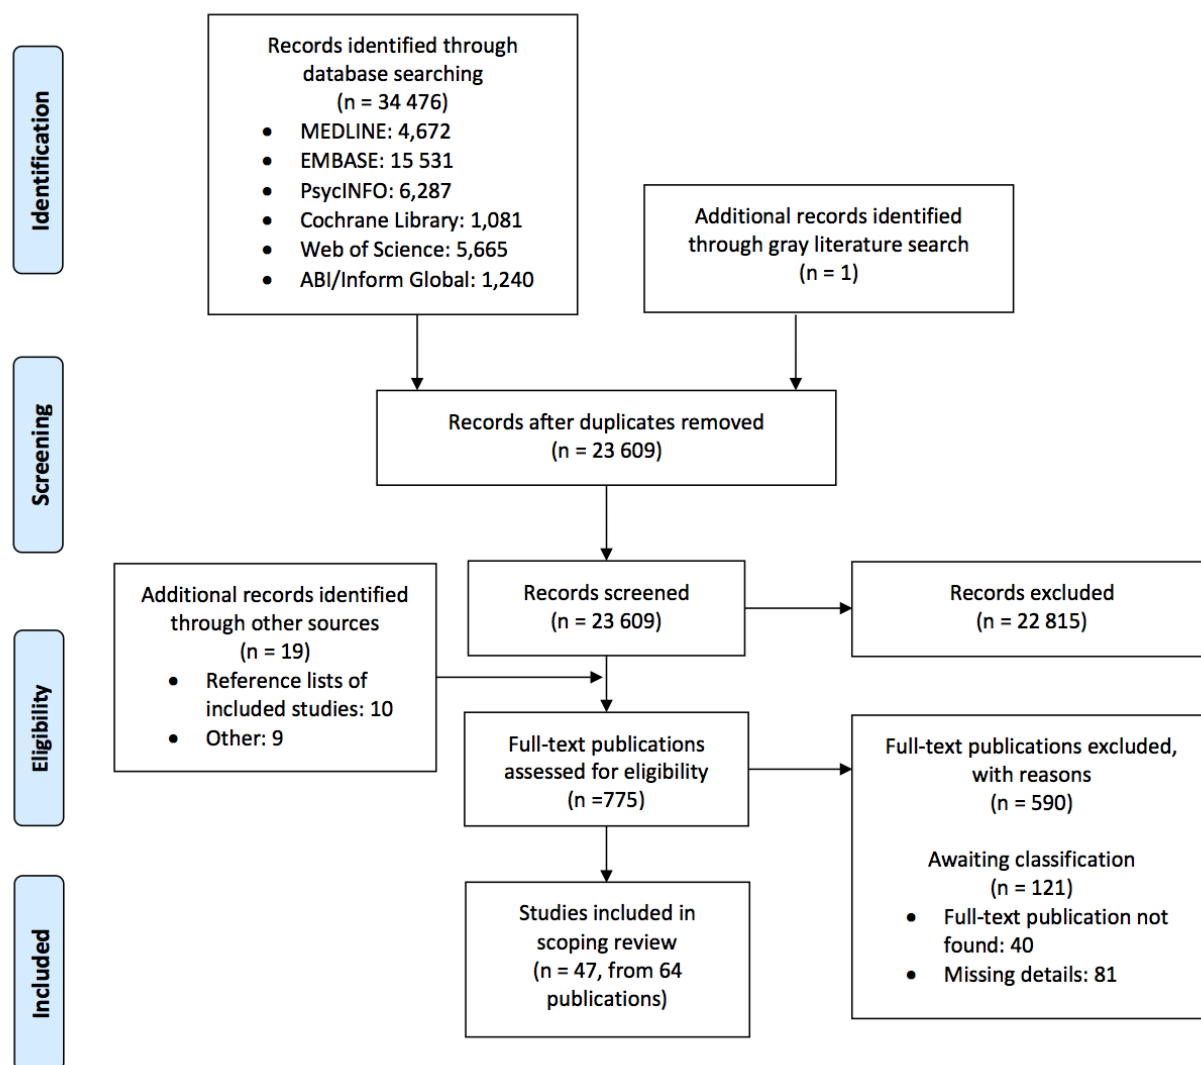 Identification
Records identified through
database searching
(n = 34 476)
• MEDLINE: 4,672
• EMBASE: 15 531
• PsycINFO: 6,287
• Cochrane Library: 1,081
• Web of Science: 5,665
• ABI/Inform Global: 1,240
Additional records identified
through gray literature search
(n = 1)
Screening
Records after duplicates removed
(n = 23 609)
Records screened
(n = 23 609)
Records excluded
(n = 22 815)
Additional records identified
through other sources
(n = 19)
• Reference lists of
included studies: 10
• Other: 9
Eligibility
Full-text publications
assessed for eligibility
(n =775)
Full-text publications excluded,
with reasons
(n = 590)
Awaiting classification
(n = 121)
• Full-text publication not
found: 40
• Missing details: 81
Included
Studies included in
scoping review
(n = 47, from 64
publications)